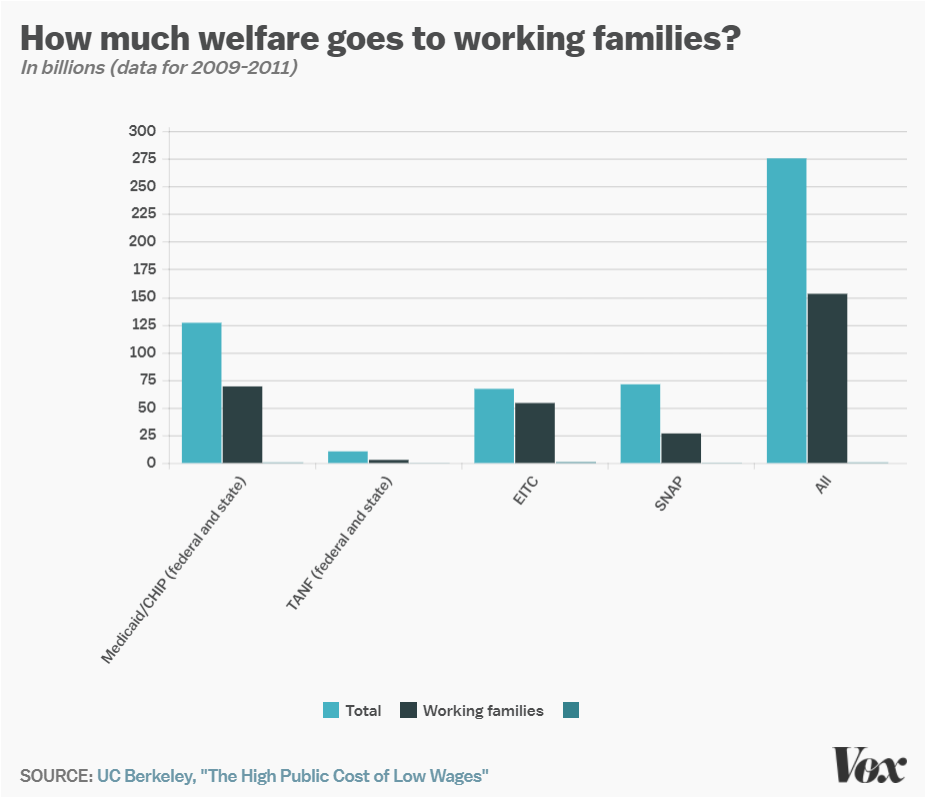 How much welfare goes to working families?
In billions (data for 2009-2011)
300
275
250
225
200
175
150
125
100
75
50
25
0
Medicaid/CHIP (federal and state)
TANF (federal and state)
EITC
SNAP
All
Total
Working families
SOURCE: UC Berkeley, "The High Public Cost of Low Wages"
Vox